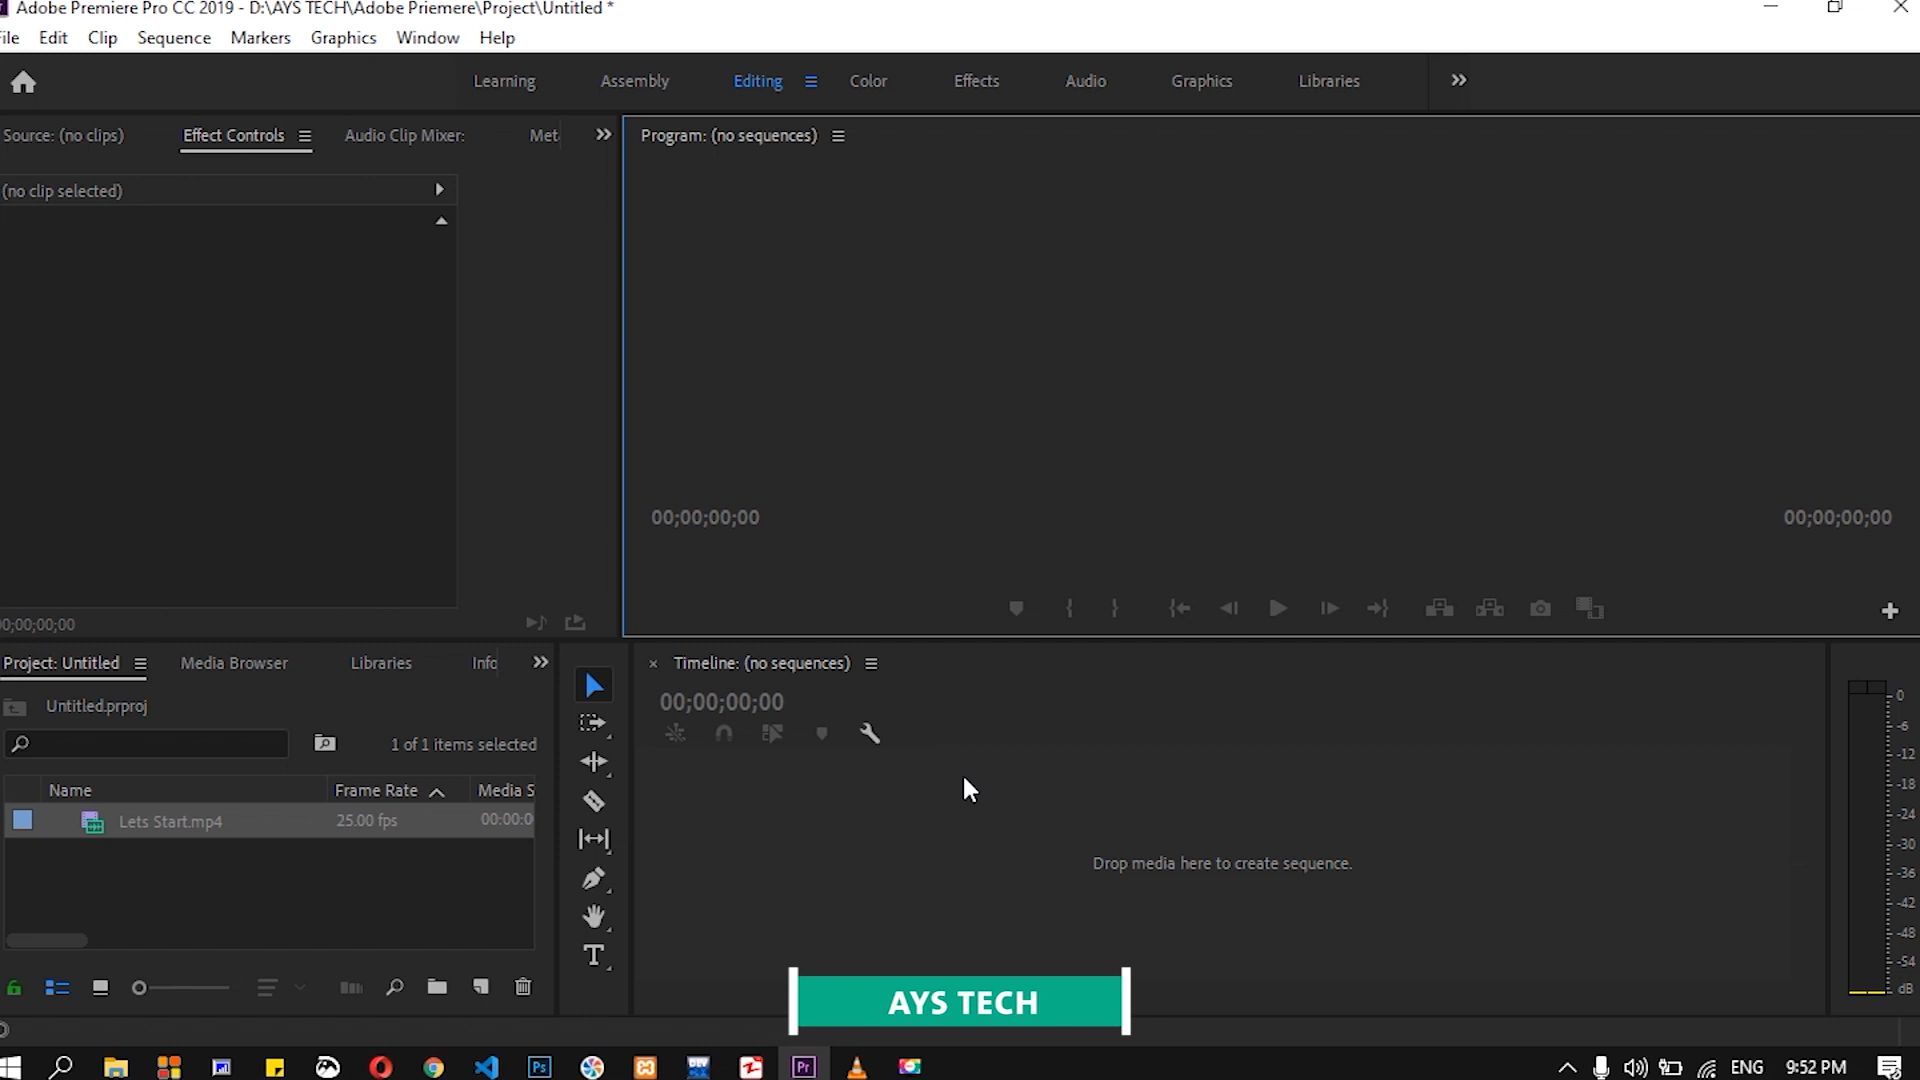 Adobe Premiere Pro CC 2019 - D:\AYS TECH\Adobe Priemere\Project\Untitled *
File Edit Clip Sequence Markers Graphics Window Help
Learning Assembly Editing Color Effects Audio Graphics Libraries
Source: (no clips) Effect Controls Audio Clip Mixer: Met
Program: (no sequences)
(no clip selected)
00;00;00;00 00;00;00;00
00;00;00;00
Project: Untitled Media Browser Libraries Info
Timeline: (no sequences)
00;00;00;00
Untitled.prproj
1 of 1 items selected
Name Frame Rate Media S
Lets Start.mp4 25.00 fps 00:00:0
Drop media here to create sequence.
0
-6
-12
-18
-24
-30
-36
-42
-48
-54
dB
AYS TECH
Ps
DEV
Pr
ENG 9:52 PM